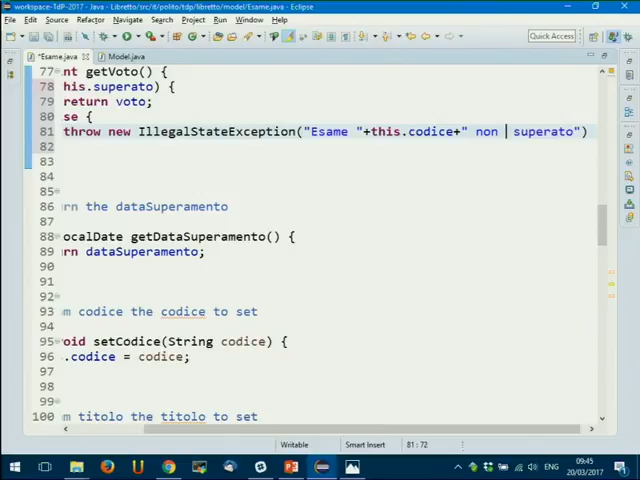 workspace-TdP-2017 - Java - Libretto/src/it/polito/tdp/libretto/model/Esame.java - Eclipse
File Edit Source Refactor Navigate Search Project Run Window Help
Quick Access
*Esame.java Model.java
77 nt getVoto() {
78 his.superato) {
79 return voto;
80 se {
81 throw new IllegalStateException("Esame "+this.codice+" non superato")
82
83
84
85
86 rn the dataSuperamento
87
88 ocalDate getDataSuperamento() {
89 rn dataSuperamento;
90
91
92
93 m codice the codice to set
94
95 oid setCodice(String codice) {
96 .codice = codice;
97
98
99
100 m titolo the titolo to set
Writable Smart Insert 81 : 72
09:45
20/03/2017